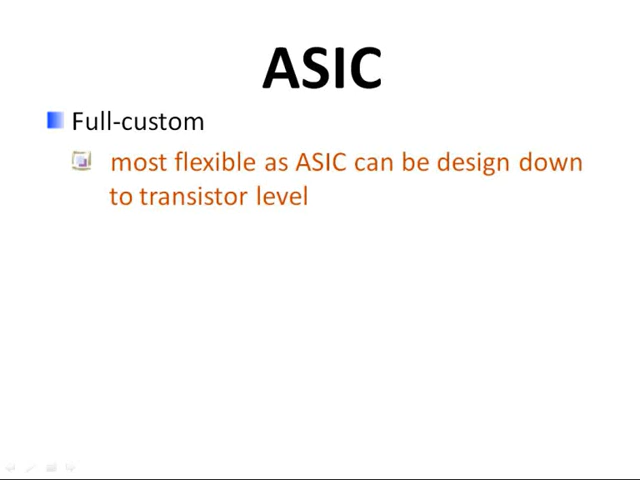 ASIC
Full-custom
most flexible as ASIC can be design down
to transistor level